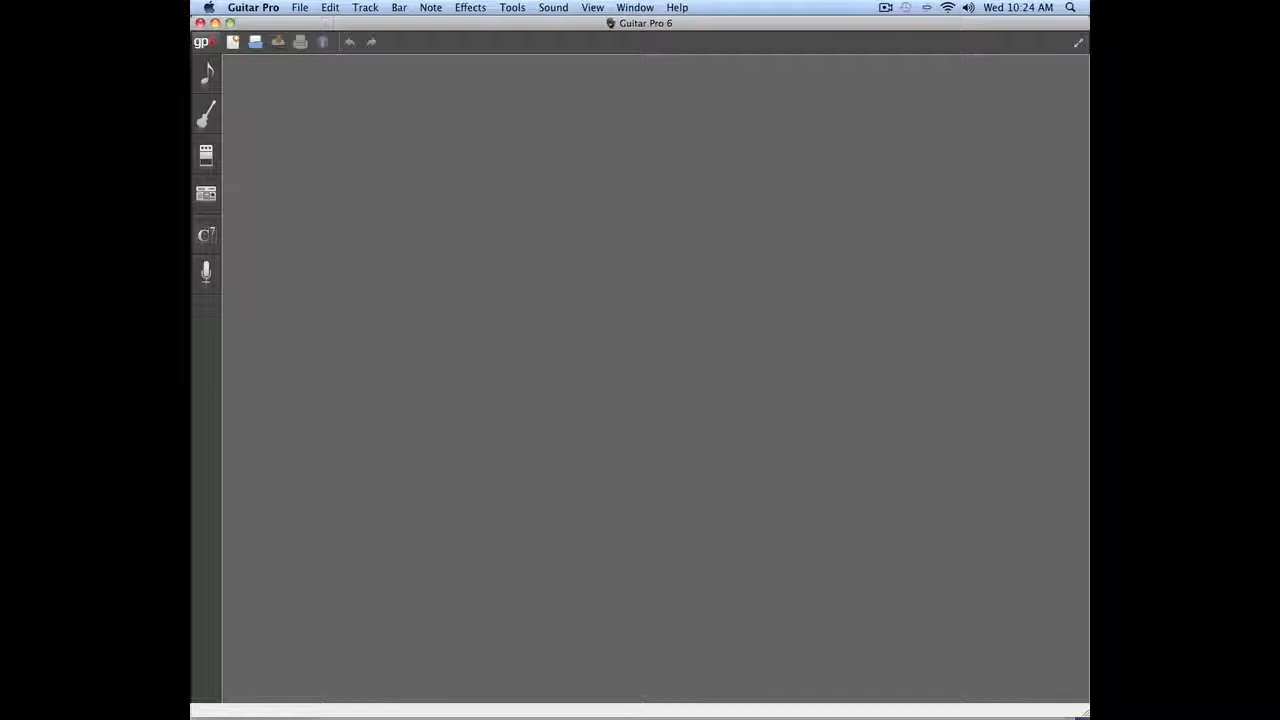 Guitar Pro File Edit Track Bar Note Effects Tools Sound View Window Help Wed 10:24 AM
Guitar Pro 6
gp6
C7